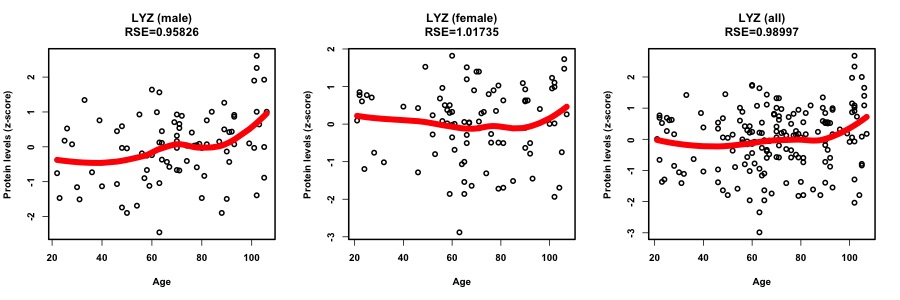 LYZ (male)
RSE=0.95826
Protein levels (z-score)
2
1
0
-1
-2
20 40 60 80 100
Age
LYZ (female)
RSE=1.01735
Protein levels (z-score)
2
1
0
-1
-2
-3
20 40 60 80 100
Age
LYZ (all)
RSE=0.98997
Protein levels (z-score)
2
1
0
-1
-2
-3
20 40 60 80 100
Age